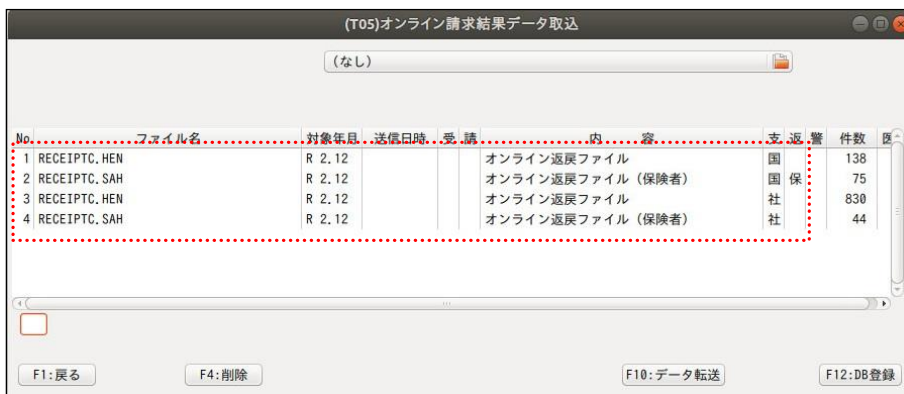 (T05)オンライン請求結果データ取込
(なし)
No. ファイル名 対象年月 送信日時 受 請 内 容 支 返 警 件数 医
1 RECEIPTC.HEN R 2.12 オンライン返戻ファイル 国 138
2 RECEIPTC.SAH R 2.12 オンライン返戻ファイル (保険者) 国 保 75
3 RECEIPTC.HEN R 2.12 オンライン返戻ファイル 社 830
4 RECEIPTC.SAH R 2.12 オンライン返戻ファイル (保険者) 社 44
F1:戻る F4:削除 F10:データ転送 F12:DB登録